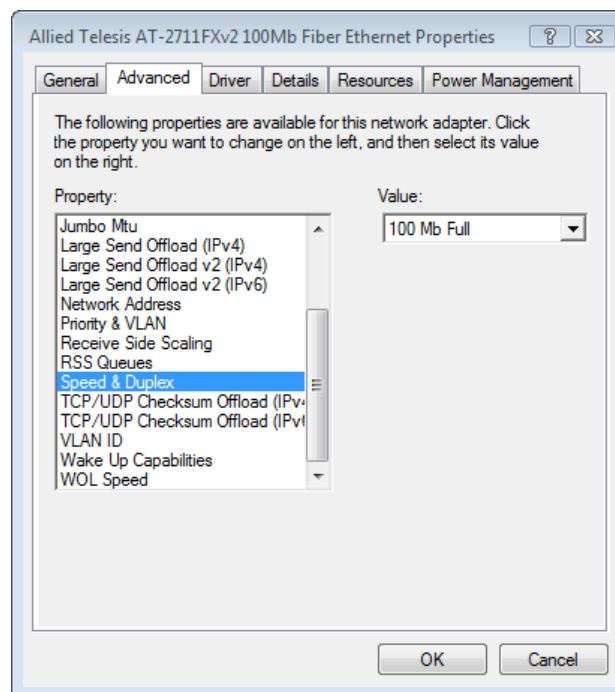 Allied Telesis AT-2711FXv2 100Mb Fiber Ethernet Properties
General Advanced Driver Details Resources Power Management
The following properties are available for this network adapter. Click
the property you want to change on the left, and then select its value
on the right.
Property:
Jumbo Mtu
Large Send Offload (IPv4)
Large Send Offload v2 (IPv4)
Large Send Offload v2 (IPv6)
Network Address
Priority & VLAN
Receive Side Scaling
RSS Queues
Speed & Duplex
TCP/UDP Checksum Offload (IPv4
TCP/UDP Checksum Offload (IPv6
VLAN ID
Wake Up Capabilities
WOL Speed
Value:
100 Mb Full
OK Cancel